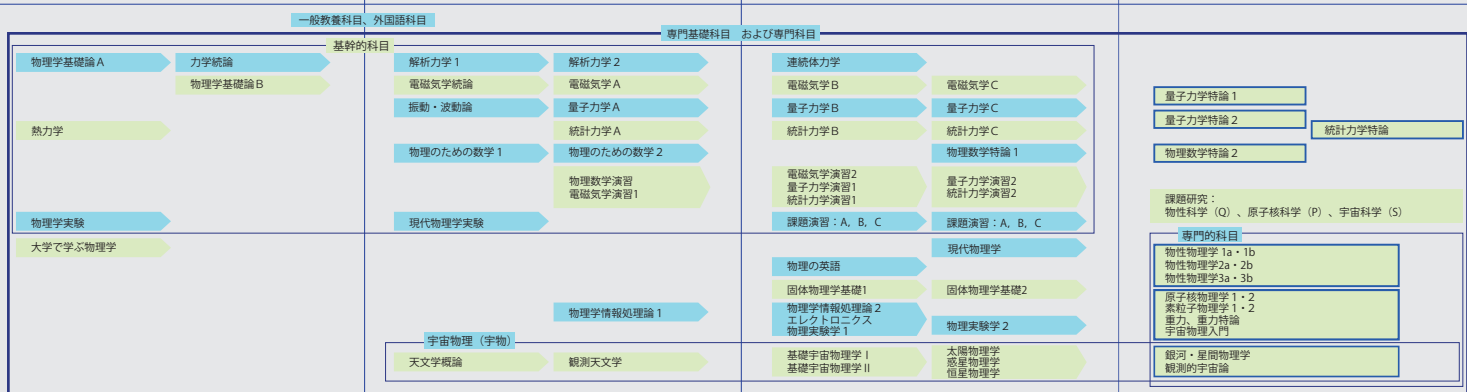 一般教養科目、外国語科目
専門基礎科目　および専門科目
基幹的科目
物理学基礎論A
力学続論
解析力学1
解析力学2
連続体力学
物理学基礎論B
電磁気学続論
電磁気学A
電磁気学B
電磁気学C
振動・波動論
量子力学A
量子力学B
量子力学C
量子力学特論1
量子力学特論2
熱力学
統計力学A
統計力学B
統計力学C
統計力学特論
物理のための数学1
物理のための数学2
物理数学特論1
物理数学特論2
物理数学演習
電磁気学演習1
電磁気学演習2
量子力学演習1
統計力学演習1
量子力学演習2
統計力学演習2
課題研究：
物性科学（Q）、原子核科学（P）、宇宙科学（S）
物理学実験
現代物理学実験
課題演習：A，B，C
課題演習：A，B，C
大学で学ぶ物理学
現代物理学
専門的科目
物性物理学 1a・1b
物性物理学2a・2b
物性物理学3a・3b
物理の英語
固体物理学基礎1
固体物理学基礎2
物理学情報処理論1
物理学情報処理論2
エレクトロニクス
物理実験学1
物理実験学2
原子核物理学1・2
素粒子物理学1・2
重力、重力特論
宇宙物理入門
宇宙物理（宇物）
天文学概論
観測天文学
基礎宇宙物理学Ⅰ
基礎宇宙物理学Ⅱ
太陽物理学
惑星物理学
恒星物理学
銀河・星間物理学
観測的宇宙論